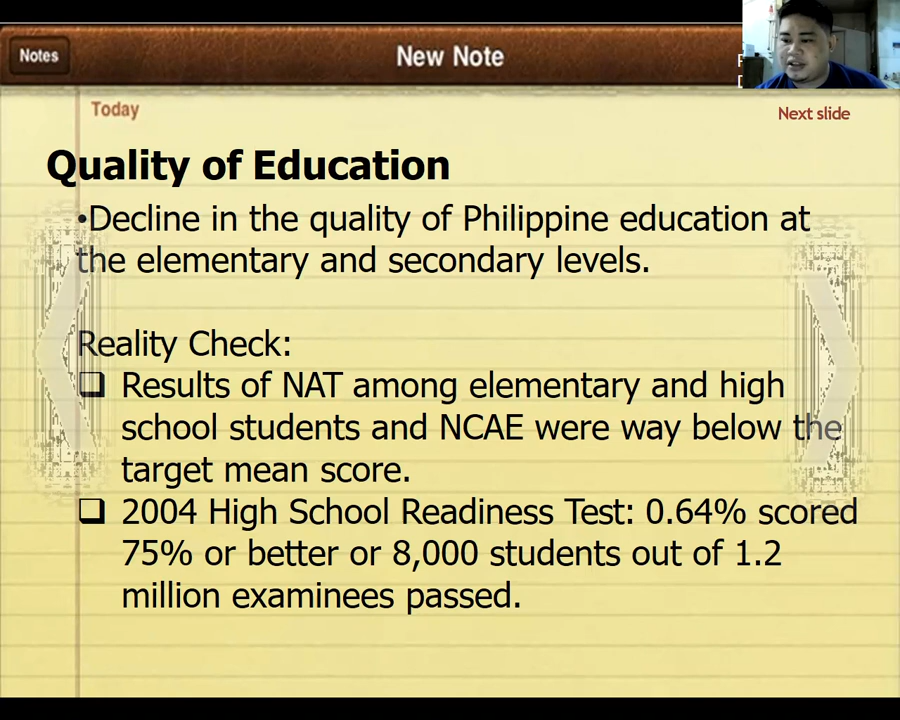 Notes
New Note
Today
Next slide
Quality of Education
•Decline in the quality of Philippine education at
the elementary and secondary levels.
Reality Check:
❑ Results of NAT among elementary and high
school students and NCAE were way below the
target mean score.
❑ 2004 High School Readiness Test: 0.64% scored
75% or better or 8,000 students out of 1.2
million examinees passed.